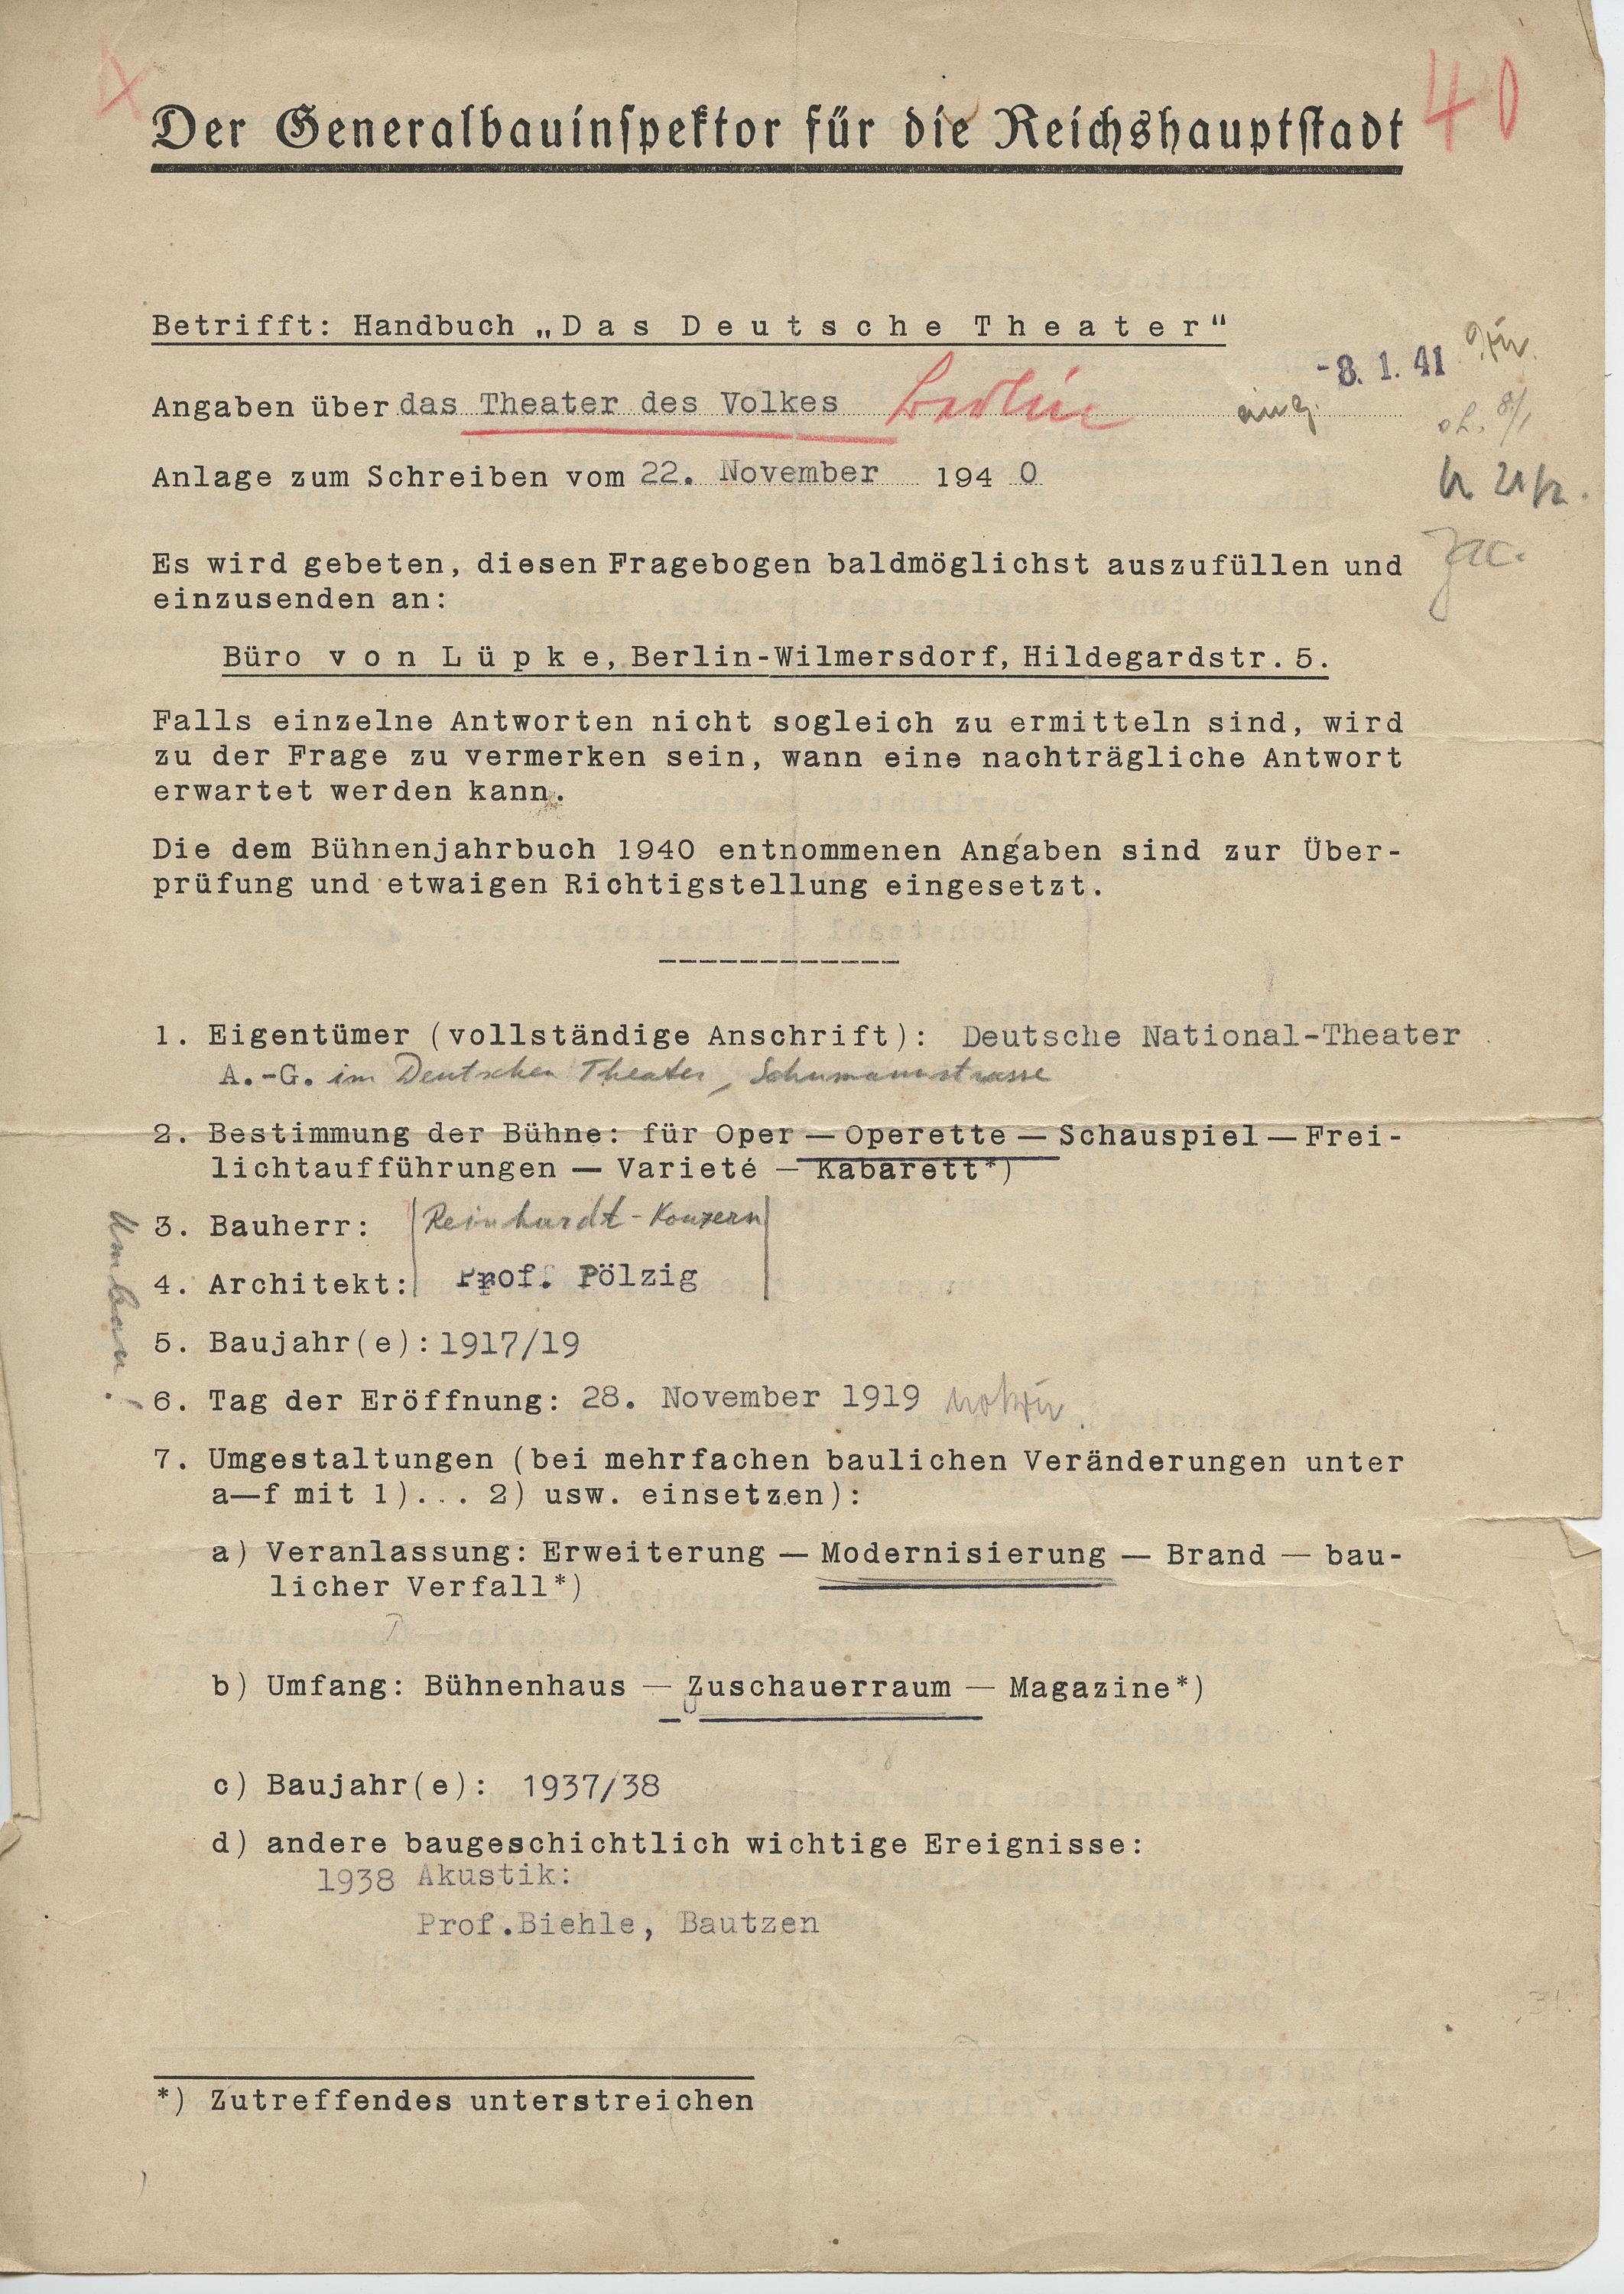 40
Der Generalbauinspektor für die Reichshauptstadt
Betrifft: Handbuch „Das Deutsche Theater“
-8. 1. 41
Angaben über das Theater des Volkes Berlin eing.
Anlage zum Schreiben vom 22. November 1940
Es wird gebeten, diesen Fragebogen baldmöglichst auszufüllen und
einzusenden an:
Büro von Lüpke, Berlin-Wilmersdorf, Hildegardstr. 5.
Falls einzelne Antworten nicht sogleich zu ermitteln sind, wird
zu der Frage zu vermerken sein, wann eine nachträgliche Antwort
erwartet werden kann.
Die dem Bühnenjahrbuch 1940 entnommenen Angaben sind zur Über-
prüfung und etwaigen Richtigstellung eingesetzt.
1. Eigentümer (vollständige Anschrift): Deutsche National-Theater
A.-G. im Deutschen Theater, Schumannstrasse
2. Bestimmung der Bühne: für Oper — Operette — Schauspiel — Frei-
lichtaufführungen — Varieté — Kabarett*)
Umbau!
3. Bauherr: Reinhardt-Konzern
4. Architekt: Prof. Pölzig
5. Baujahr(e): 1917/19
6. Tag der Eröffnung: 28. November 1919
7. Umgestaltungen (bei mehrfachen baulichen Veränderungen unter
a—f mit 1)... 2) usw. einsetzen):
a) Veranlassung: Erweiterung — Modernisierung — Brand — bau-
licher Verfall*)
b) Umfang: Bühnenhaus — Zuschauerraum — Magazine*)
c) Baujahr(e): 1937/38
d) andere baugeschichtlich wichtige Ereignisse:
1938 Akustik:
Prof.Biehle, Bautzen
*) Zutreffendes unterstreichen